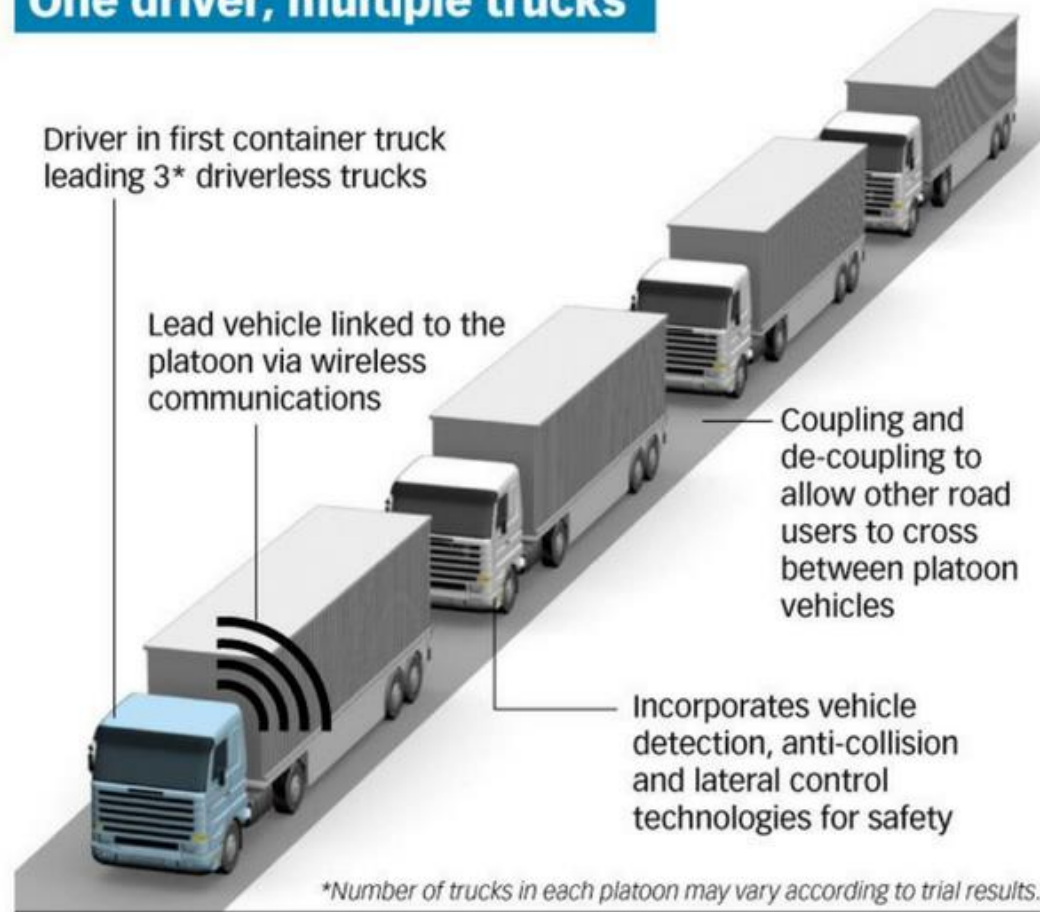 One driver, multiple trucks
Driver in first container truck
leading 3* driverless trucks
Lead vehicle linked to the
platoon via wireless
communications
Coupling and
de-coupling to
allow other road
users to cross
between platoon
vehicles
Incorporates vehicle
detection, anti-collision
and lateral control
technologies for safety
*Number of trucks in each platoon may vary according to trial results.